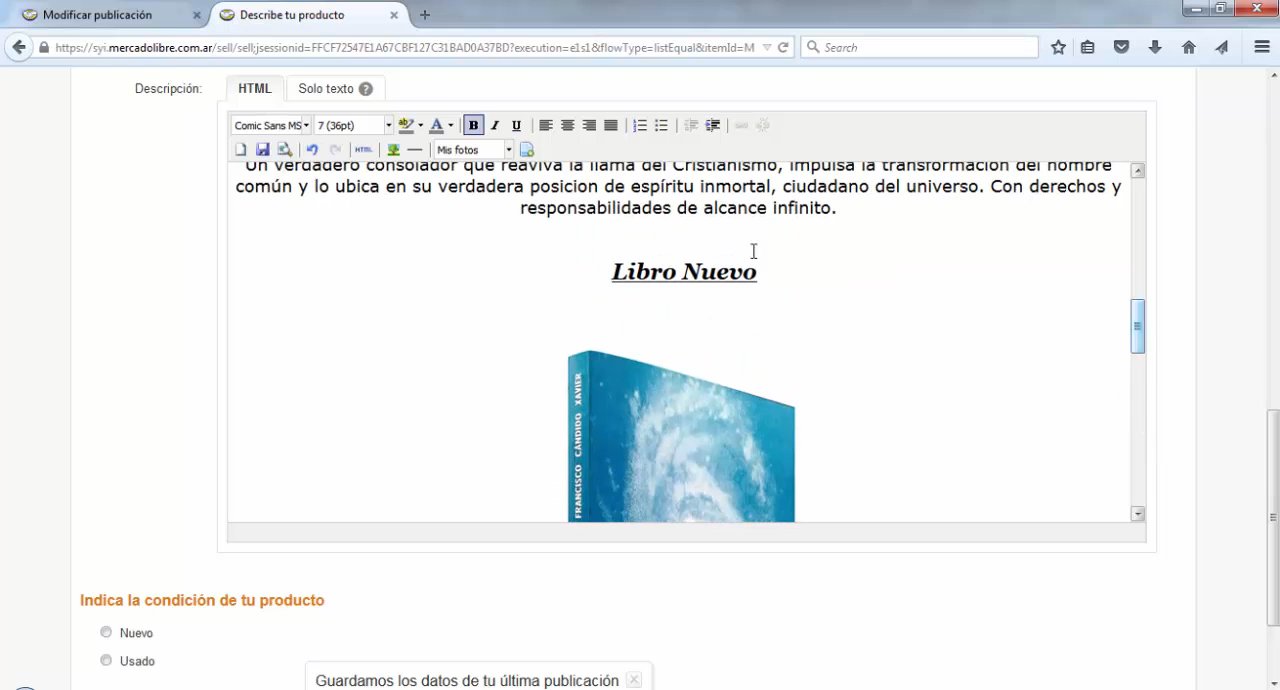 Modificar publicación
Describe tu producto
https://syi.mercadolibre.com.ar/sell/sell;jsessionid=FFCF72547E1A67CBF127C31BAD0A37BD?execution=e1s1&flowType=listEqual&itemId=M
Search
Descripción:
HTML
Solo texto ?
Comic Sans MS
7 (36pt)
ab
A
B
I
U
HTML
Mis fotos
Un verdadero consolador que reaviva la llama del Cristianismo, impulsa la transformación del hombre
común y lo ubica en su verdadera posicion de espíritu inmortal, ciudadano del universo. Con derechos y
responsabilidades de alcance infinito.
Libro Nuevo
FRANCISCO CANDIDO XAVIER
Indica la condición de tu producto
Nuevo
Usado
Guardamos los datos de tu última publicación